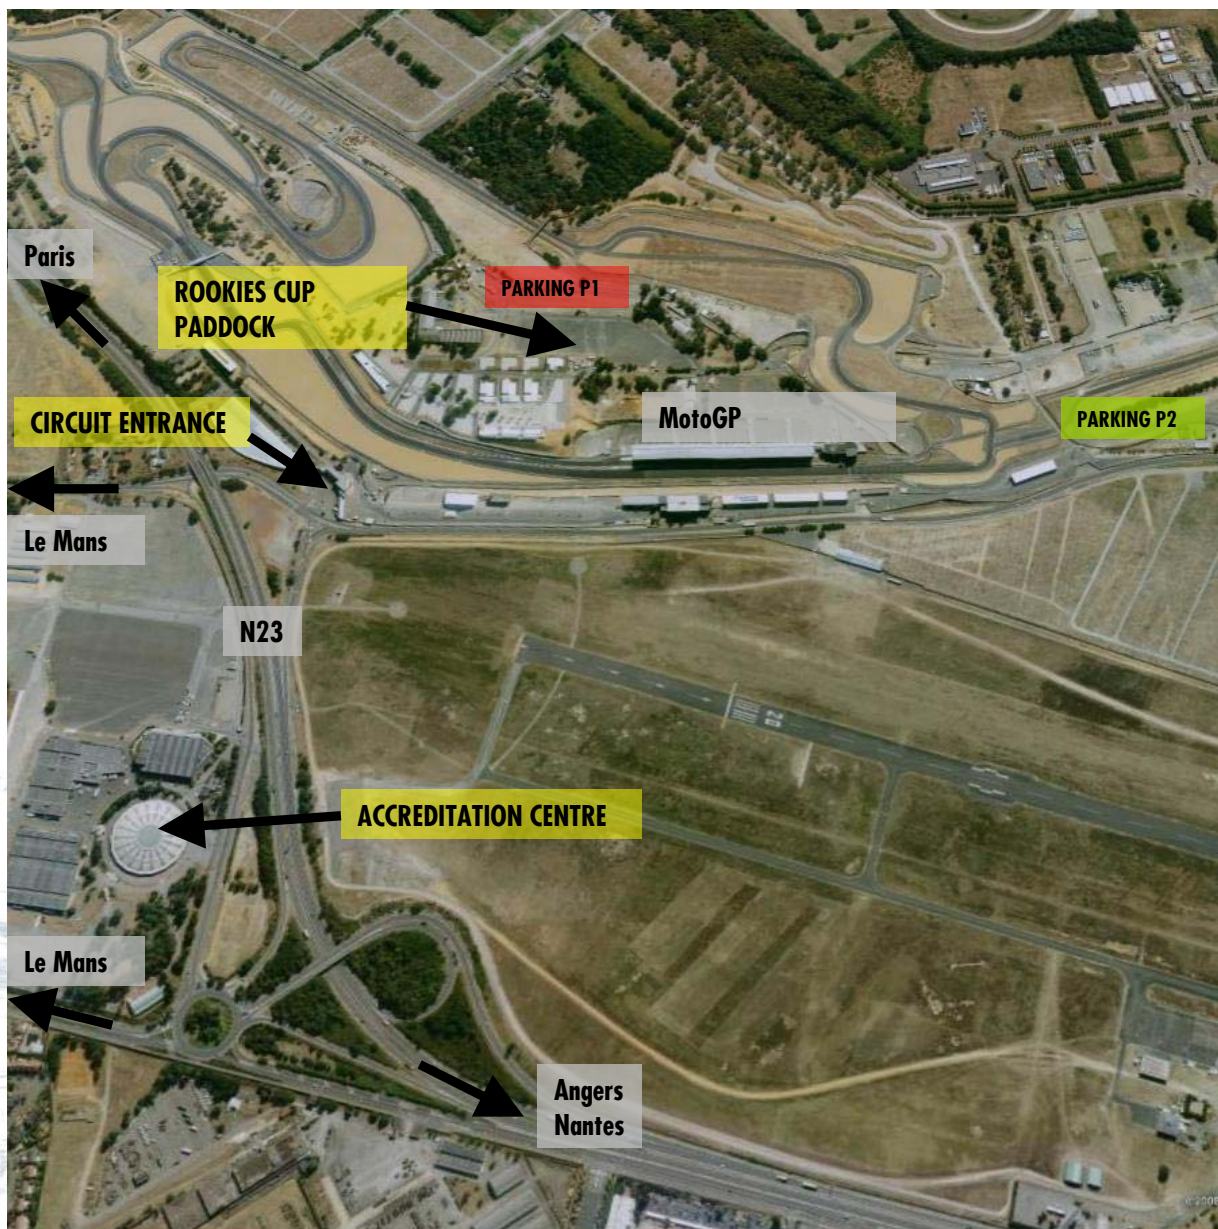 Paris
ROOKIES CUP
PADDOCK
PARKING P1
CIRCUIT ENTRANCE
MotoGP
PARKING P2
Le Mans
N23
20
ACCREDITATION CENTRE
Le Mans
Angers
Nantes